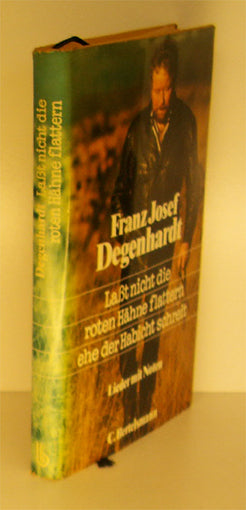 Degenhardt Laßt nicht die
roten Hähne flattern
Franz Josef
Degenhardt
Laßt nicht die
roten Hähne flattern
ehe der Habicht schreit
Lieder mit Noten
C. Bertelsmann